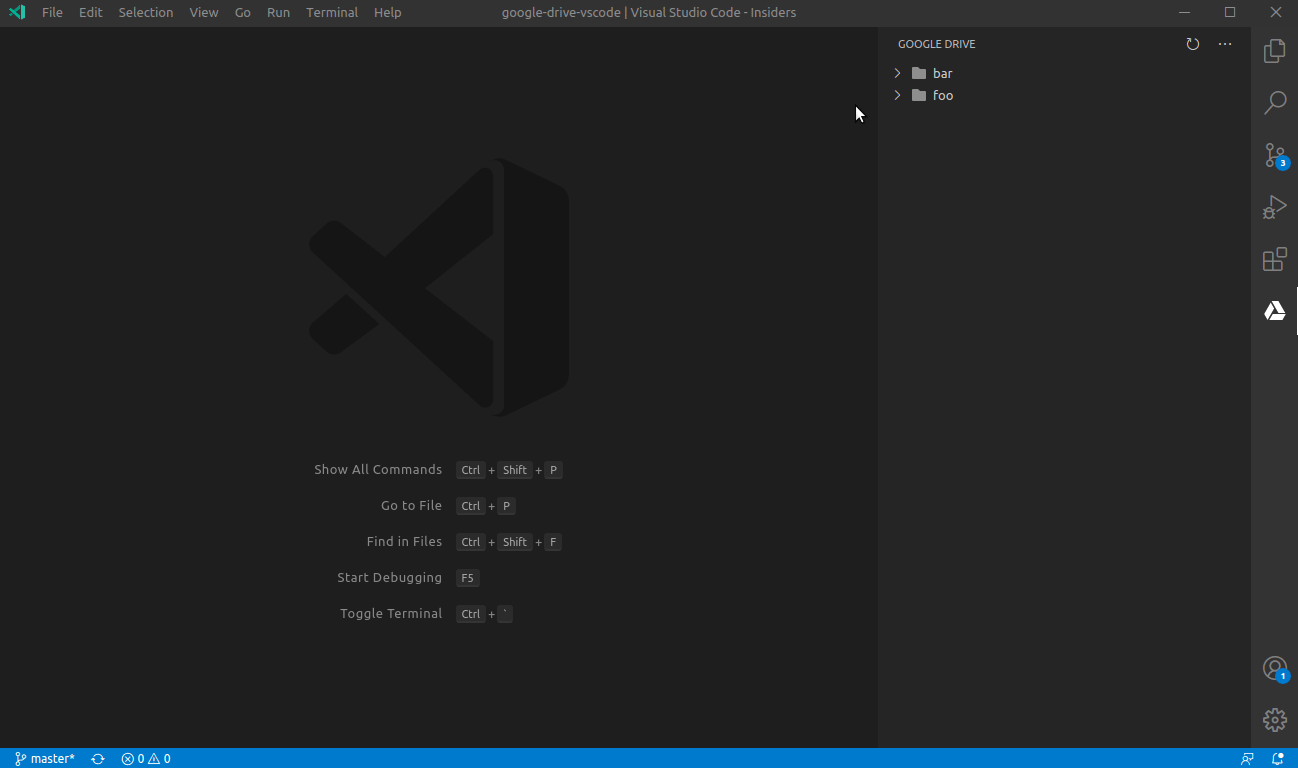 File Edit Selection View Go Run Terminal Help google-drive-vscode | Visual Studio Code - Insiders
GOOGLE DRIVE
bar
foo
3
Show All Commands Ctrl + Shift + P
Go to File Ctrl + P
Find in Files Ctrl + Shift + F
Start Debugging F5
Toggle Terminal Ctrl + `
1
master* 0 0